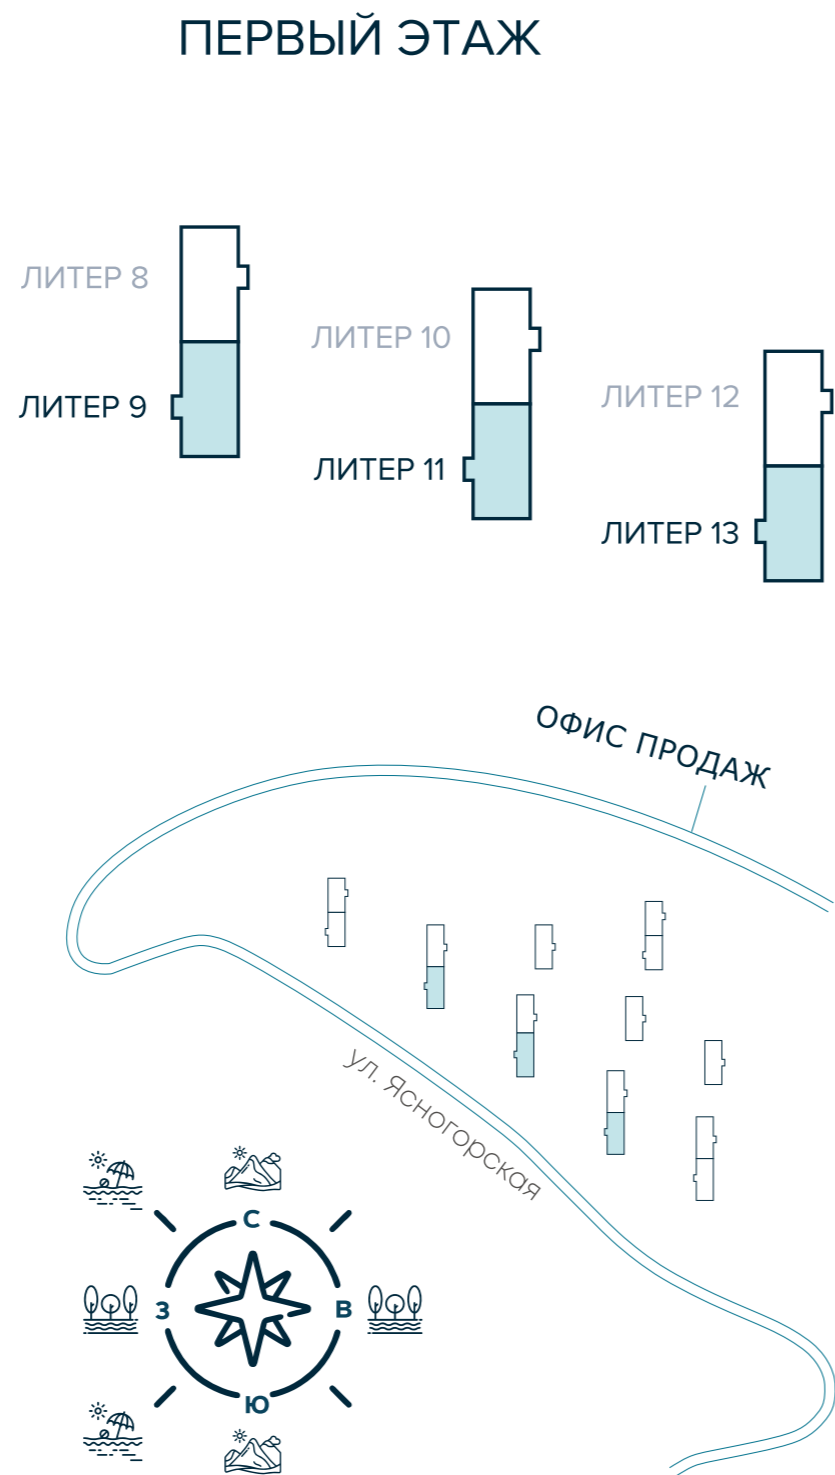 ПЕРВЫЙ ЭТАЖ
ЛИТЕР 8
ЛИТЕР 10
ЛИТЕР 12
ЛИТЕР 9
ЛИТЕР 11
ЛИТЕР 13
ОФИС ПРОДАЖ
ул. Ясногорская
С
З
В
Ю